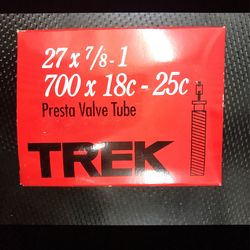 27 x 7/8 - 1
700 x 18c - 25c
Presta Valve Tube
TREK